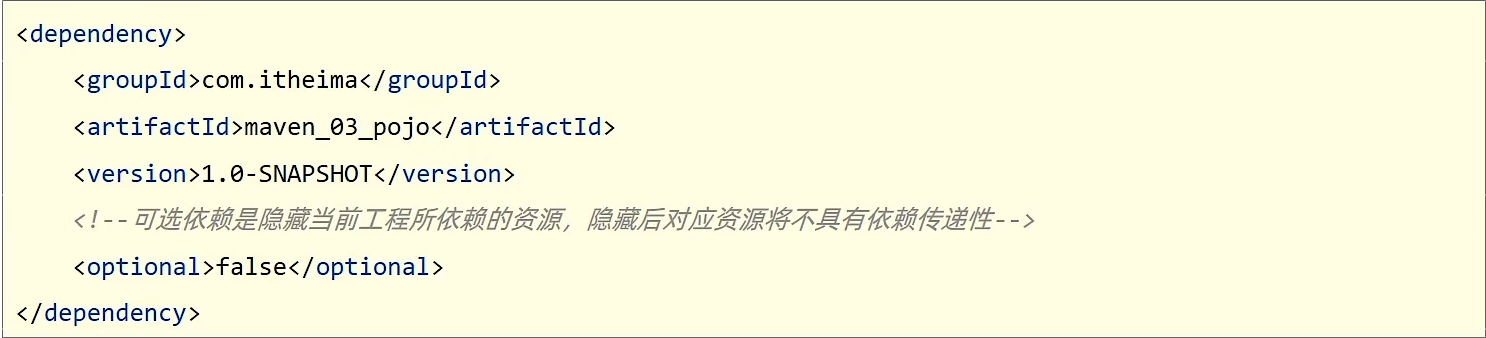 <dependency>
    <groupId>com.itheima</groupId>
    <artifactId>maven_03_pojo</artifactId>
    <version>1.0-SNAPSHOT</version>
    <!--可选依赖是隐藏当前工程所依赖的资源，隐藏后对应资源将不具有依赖传递性-->
    <optional>false</optional>
</dependency>